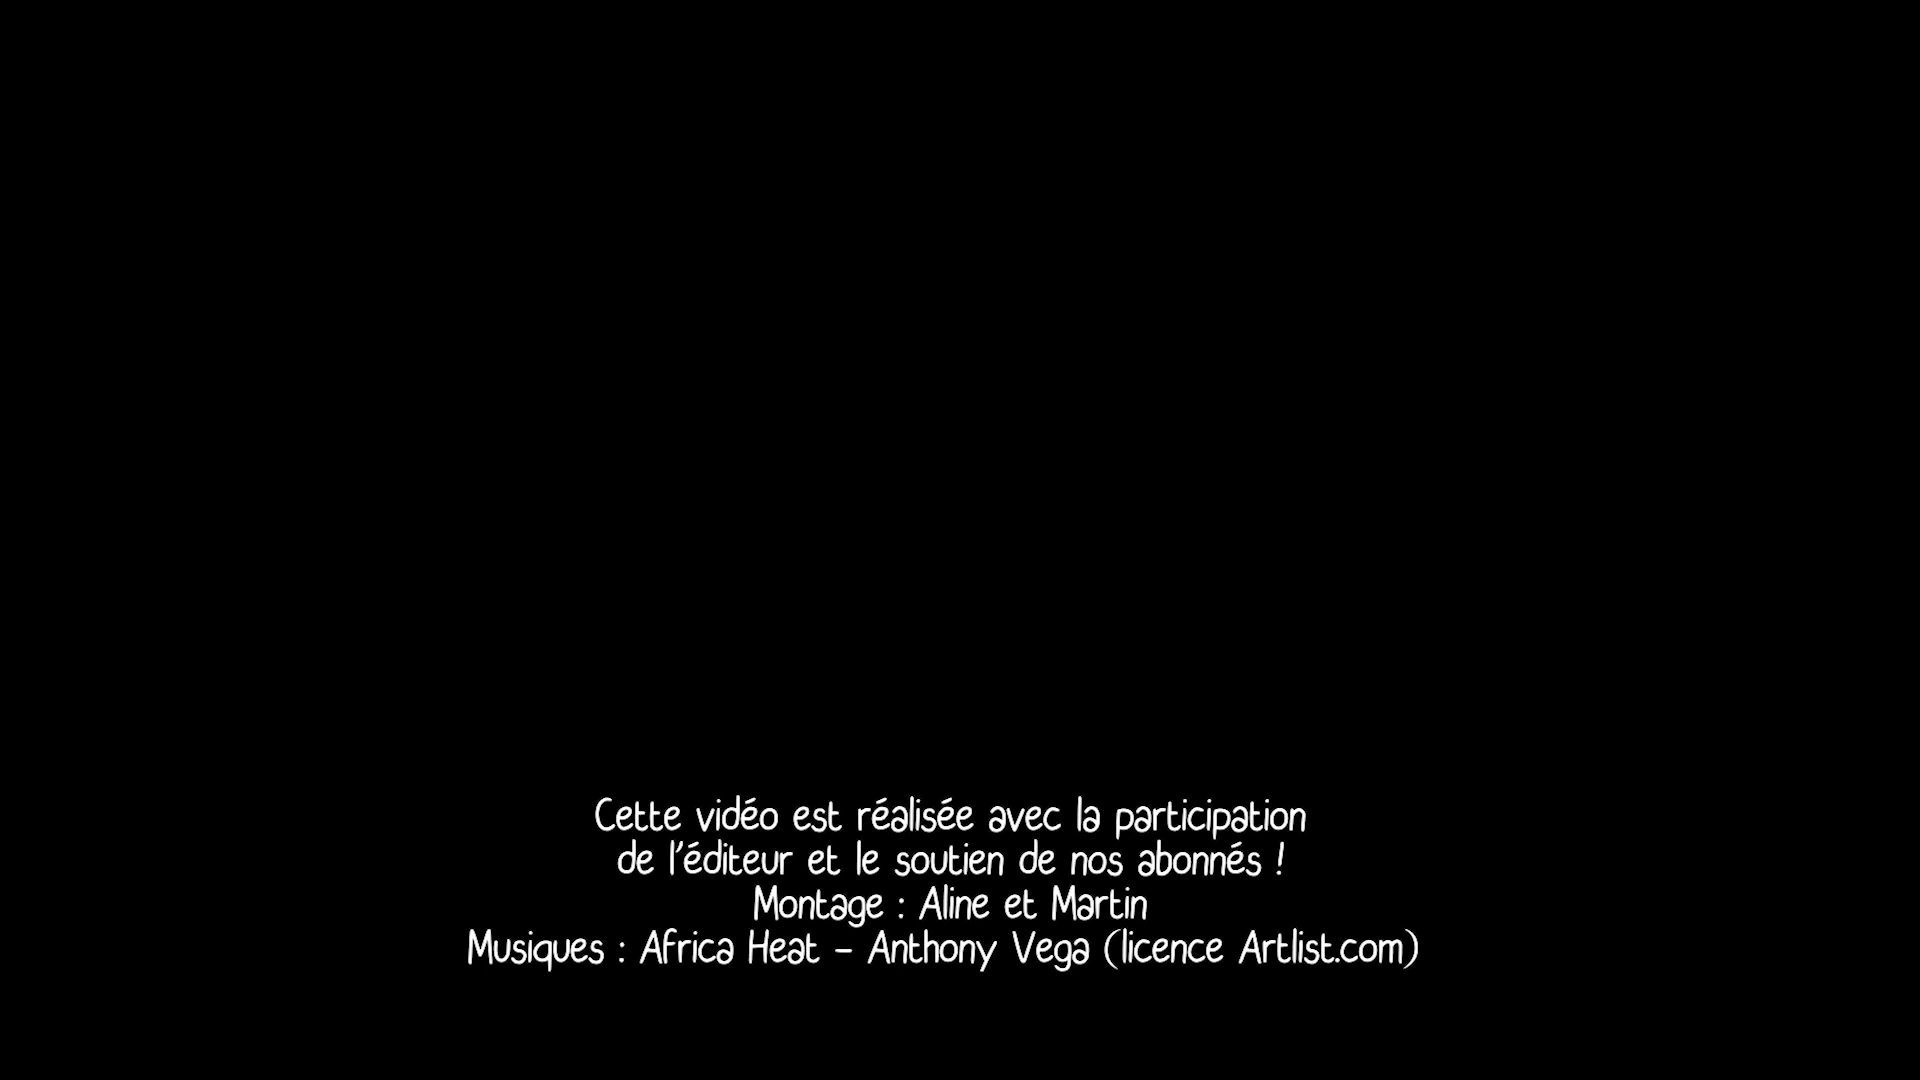 Cette vidéo est réalisée avec la participation
de l'éditeur et le soutien de nos abonnés !
Montage : Aline et Martin
Musiques : Africa Heat - Anthony Vega (licence Artlist.com)